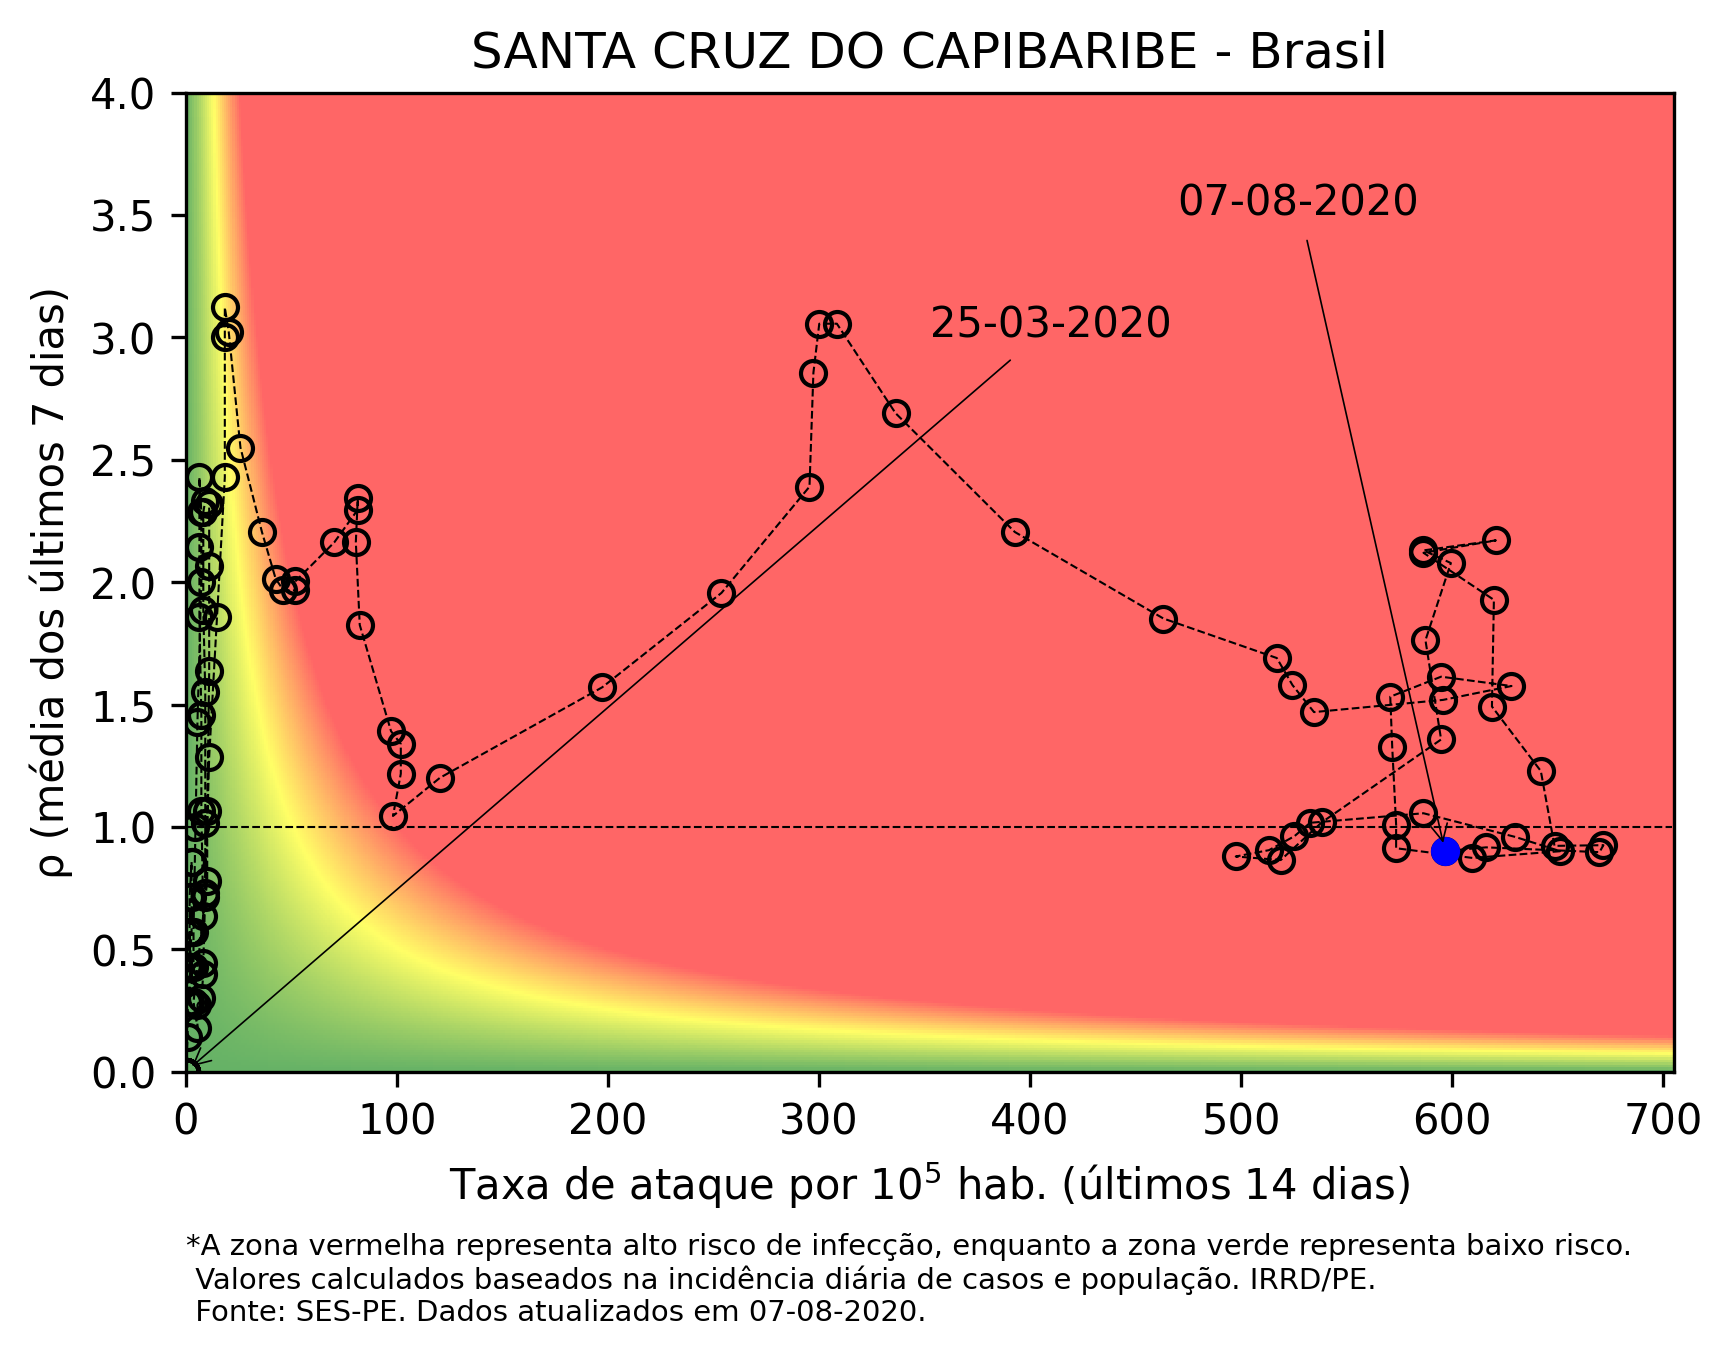 SANTA CRUZ DO CAPIBARIBE - Brasil
4.0
3.5
3.0
2.5
2.0
1.5
1.0
0.5
0.0
ρ (média dos últimos 7 dias)
07-08-2020
25-03-2020
0 100 200 300 400 500 600 700
Taxa de ataque por 10⁵ hab. (últimos 14 dias)
*A zona vermelha representa alto risco de infecção, enquanto a zona verde representa baixo risco.
Valores calculados baseados na incidência diária de casos e população. IRRD/PE.
Fonte: SES-PE. Dados atualizados em 07-08-2020.